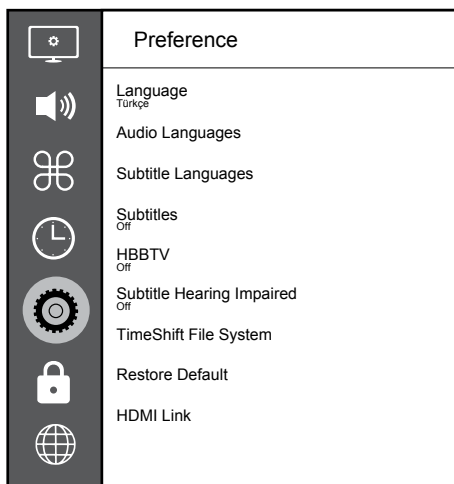 Preference
Language
Türkçe
Audio Languages
Subtitle Languages
Subtitles
Off
HBBTV
Off
Subtitle Hearing Impaired
Off
TimeShift File System
Restore Default
HDMI Link